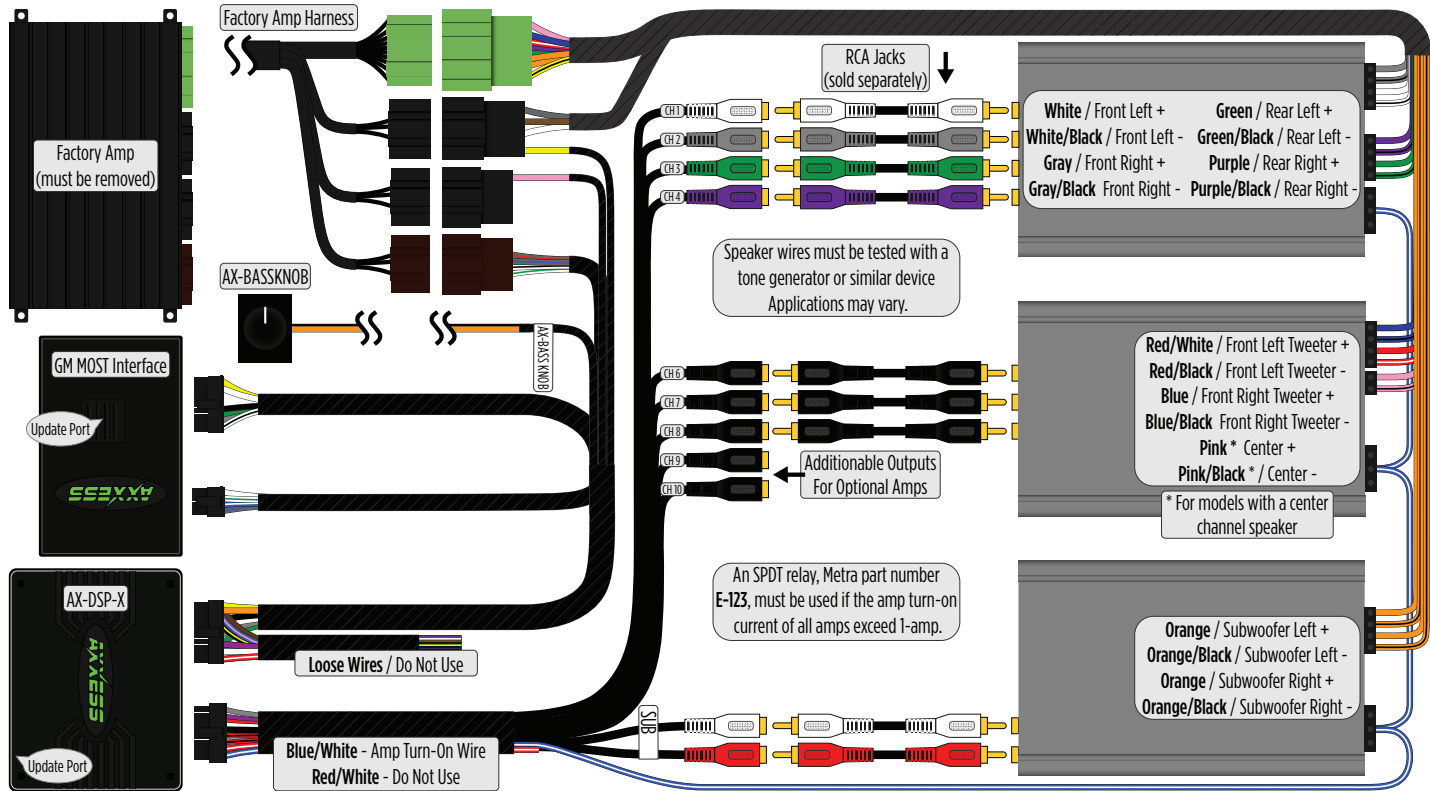 Factory Amp Harness
Factory Amp
(must be removed)
RCA Jacks
(sold separately)
CH 1
CH 2
CH 3
CH 4
White / Front Left +
White/Black / Front Left -
Gray / Front Right +
Gray/Black Front Right -
Green / Rear Left +
Green/Black / Rear Left -
Purple / Rear Right +
Purple/Black / Rear Right -
Speaker wires must be tested with a
tone generator or similar device
Applications may vary.
AX-BASSKNOB
AX-BASS KNOB
GM MOST Interface
Update Port
AXXESS
CH 6
CH 7
CH 8
CH 9
CH 10
Additionable Outputs
For Optional Amps
Red/White / Front Left Tweeter +
Red/Black / Front Left Tweeter -
Blue / Front Right Tweeter +
Blue/Black Front Right Tweeter -
Pink * Center +
Pink/Black * / Center -
* For models with a center
channel speaker
AX-DSP-X
AXXESS
Update Port
Loose Wires / Do Not Use
An SPDT relay, Metra part number
E-123, must be used if the amp turn-on
current of all amps exceed 1-amp.
Orange / Subwoofer Left +
Orange/Black / Subwoofer Left -
Orange / Subwoofer Right +
Orange/Black / Subwoofer Right -
SUB
Blue/White - Amp Turn-On Wire
Red/White - Do Not Use